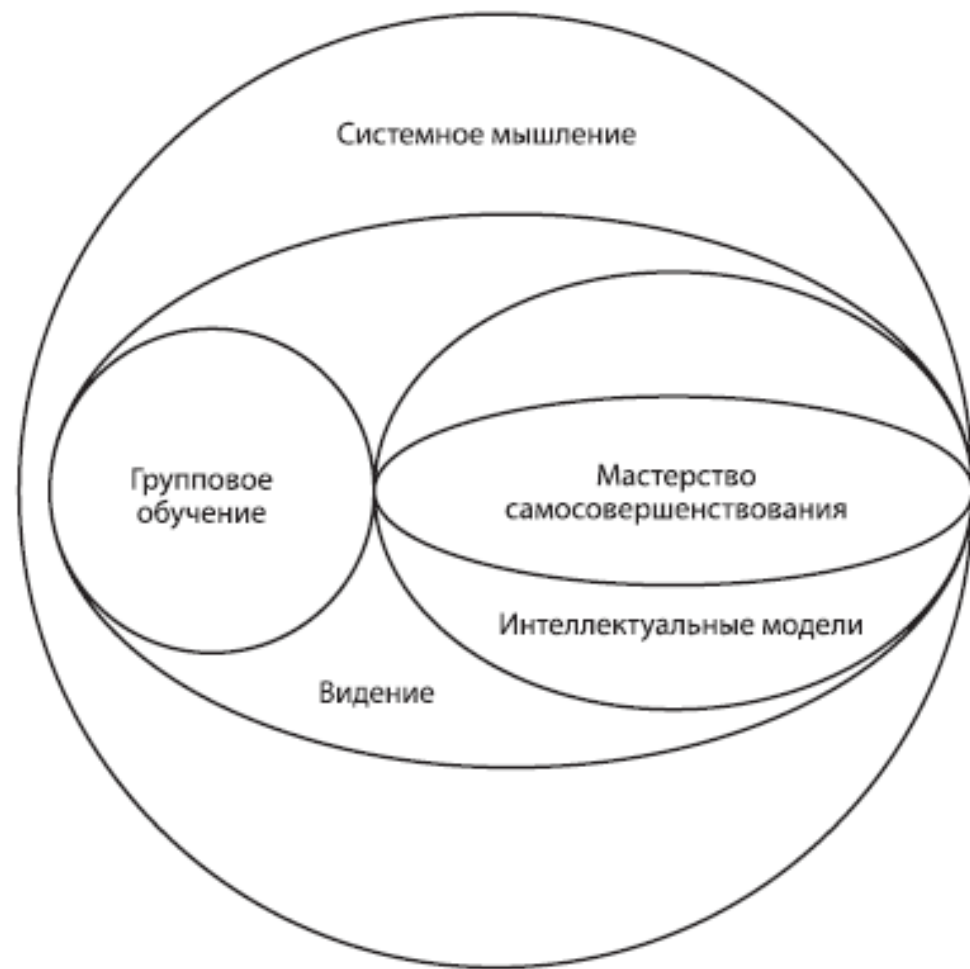 Системное мышление
Групповое
обучение
Мастерство
самосовершенствования
Интеллектуальные модели
Видение